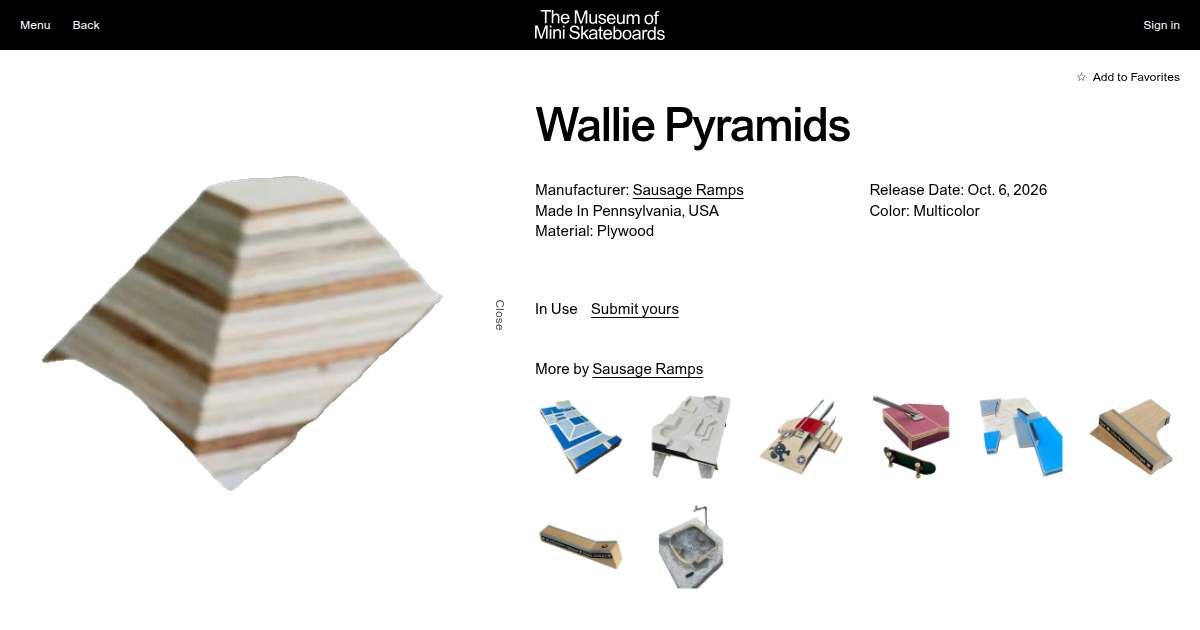 Menu Back
The Museum of
Mini Skateboards
Sign in
☆ Add to Favorites
Wallie Pyramids
Manufacturer: Sausage Ramps
Made In Pennsylvania, USA
Material: Plywood
Release Date: Oct. 6, 2026
Color: Multicolor
Close
In Use Submit yours
More by Sausage Ramps